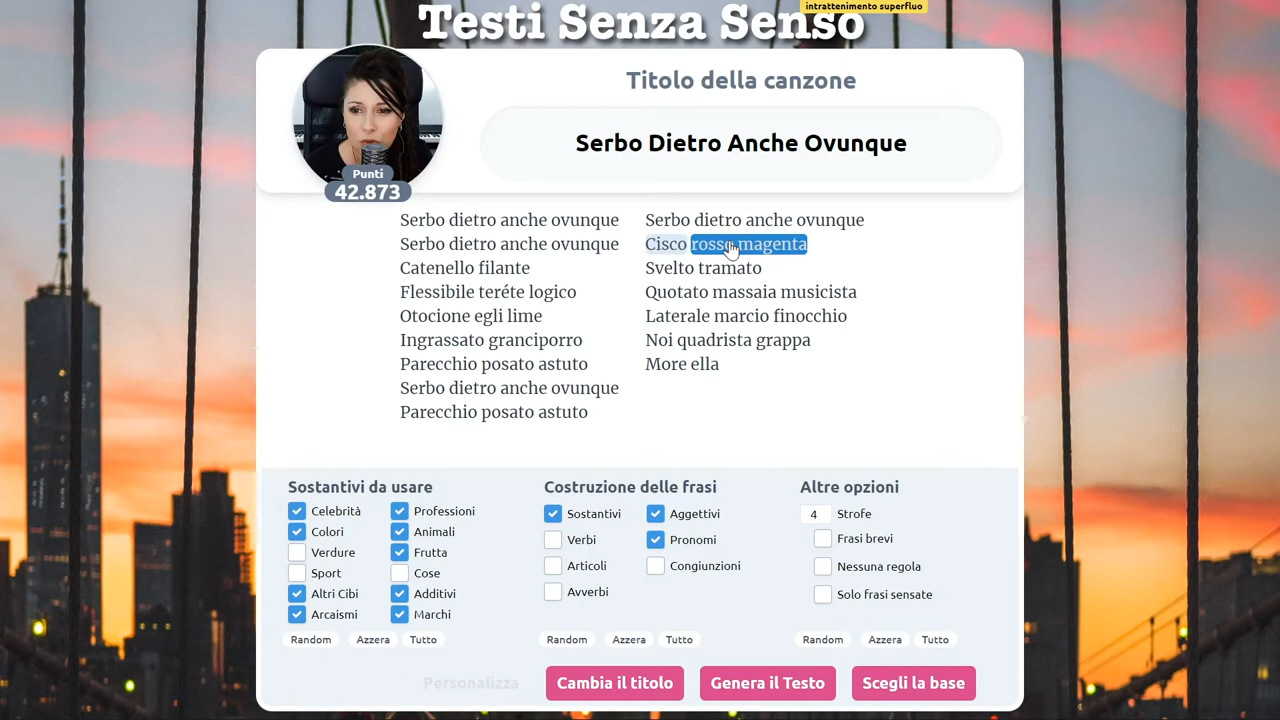 intrattenimento superfluo
Testi Senza Senso
Titolo della canzone
Serbo Dietro Anche Ovunque
Punti
42.873
Serbo dietro anche ovunque
Serbo dietro anche ovunque
Catenello filante
Flessibile teréte logico
Otocione egli lime
Ingrassato granciporro
Parecchio posato astuto
Serbo dietro anche ovunque
Parecchio posato astuto
Serbo dietro anche ovunque
Cisco rosso magenta
Svelto tramato
Quotato massaia musicista
Laterale marcio finocchio
Noi quadrista grappa
More ella
Sostantivi da usare
Celebrità
Professioni
Colori
Animali
Verdure
Frutta
Sport
Cose
Altri Cibi
Additivi
Arcaismi
Marchi
Random
Azzera
Tutto
Costruzione delle frasi
Sostantivi
Aggettivi
Verbi
Pronomi
Articoli
Congiunzioni
Avverbi
Random
Azzera
Tutto
Altre opzioni
4 Strofe
Frasi brevi
Nessuna regola
Solo frasi sensate
Random
Azzera
Tutto
Personalizza
Cambia il titolo
Genera il Testo
Scegli la base